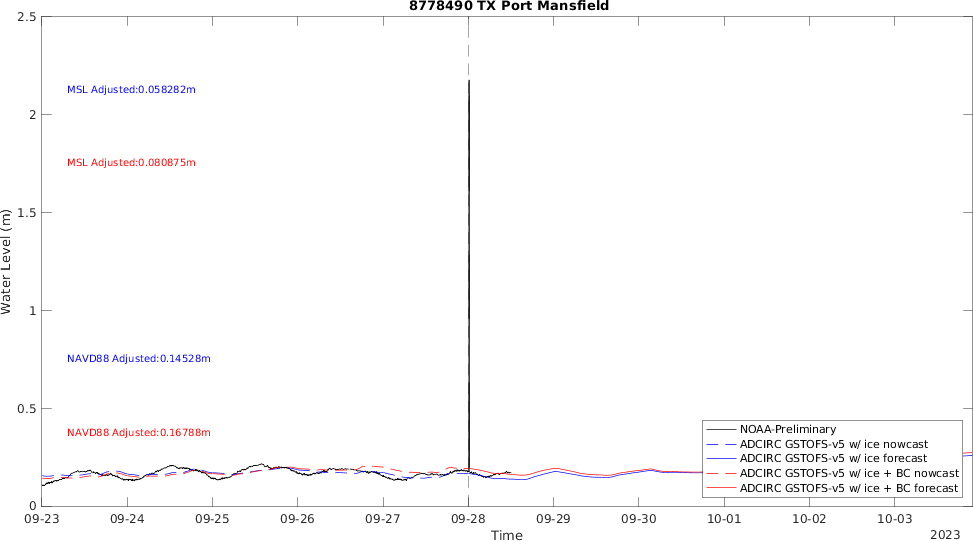 8778490 TX Port Mansfield
2.5
MSL Adjusted:0.058282m
2
MSL Adjusted:0.080875m
1.5
Water Level (m)
1
NAVD88 Adjusted:0.14528m
0.5
NAVD88 Adjusted:0.16788m
NOAA-Preliminary
ADCIRC GSTOFS-v5 w/ ice nowcast
ADCIRC GSTOFS-v5 w/ ice forecast
ADCIRC GSTOFS-v5 w/ ice + BC nowcast
ADCIRC GSTOFS-v5 w/ ice + BC forecast
0
09-23 09-24 09-25 09-26 09-27 09-28 09-29 09-30 10-01 10-02 10-03
Time
2023